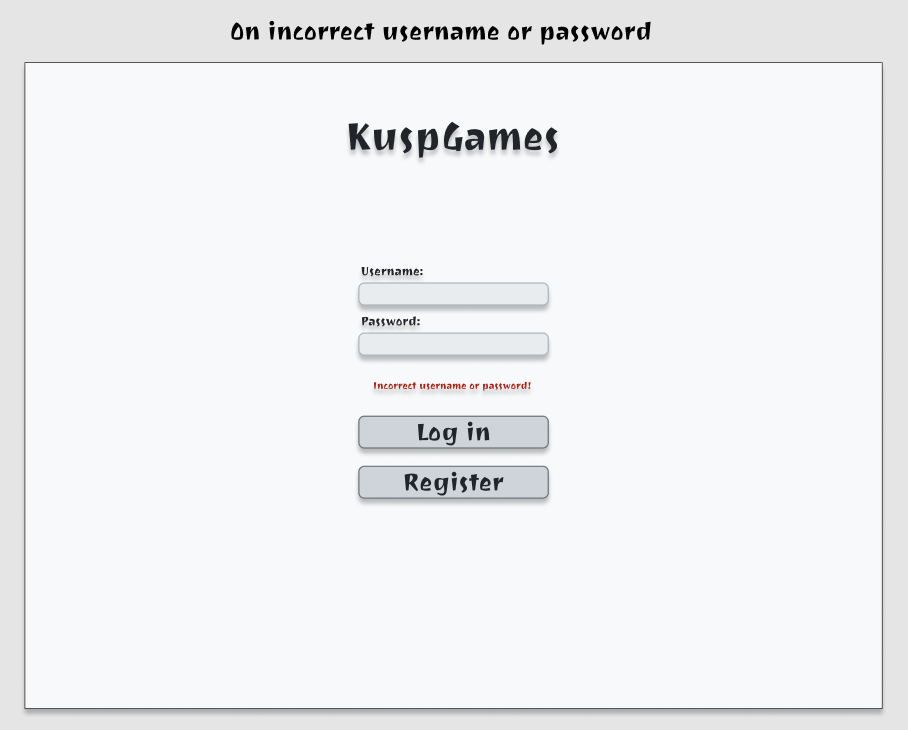 On incorrect username or password
KuspGames
Username:
Password:
Incorrect username or password!
Log in
Register